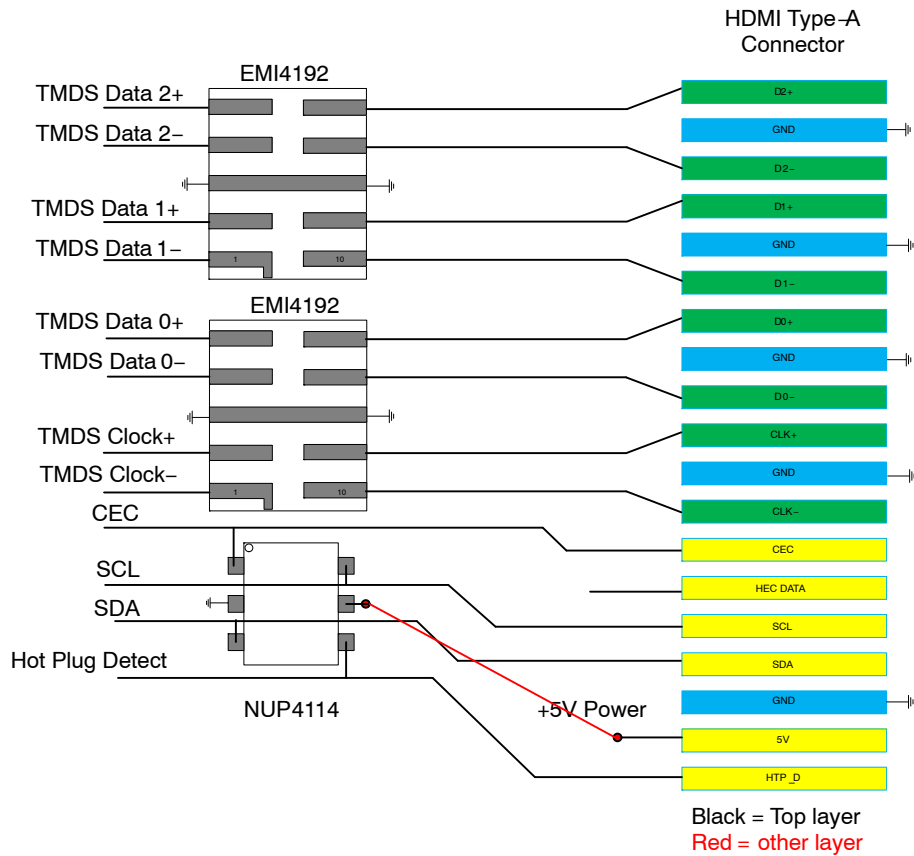 HDMI Type-A
Connector
EMI4192
TMDS Data 2+
TMDS Data 2−
TMDS Data 1+
TMDS Data 1−
1
10
EMI4192
TMDS Data 0+
TMDS Data 0−
TMDS Clock+
TMDS Clock−
1
10
CEC
SCL
SDA
Hot Plug Detect
NUP4114
+5V Power
D2+
GND
D2−
D1+
GND
D1−
D0+
GND
D0−
CLK+
GND
CLK−
CEC
HEC DATA
SCL
SDA
GND
5V
HTP_D
Black = Top layer
Red = other layer